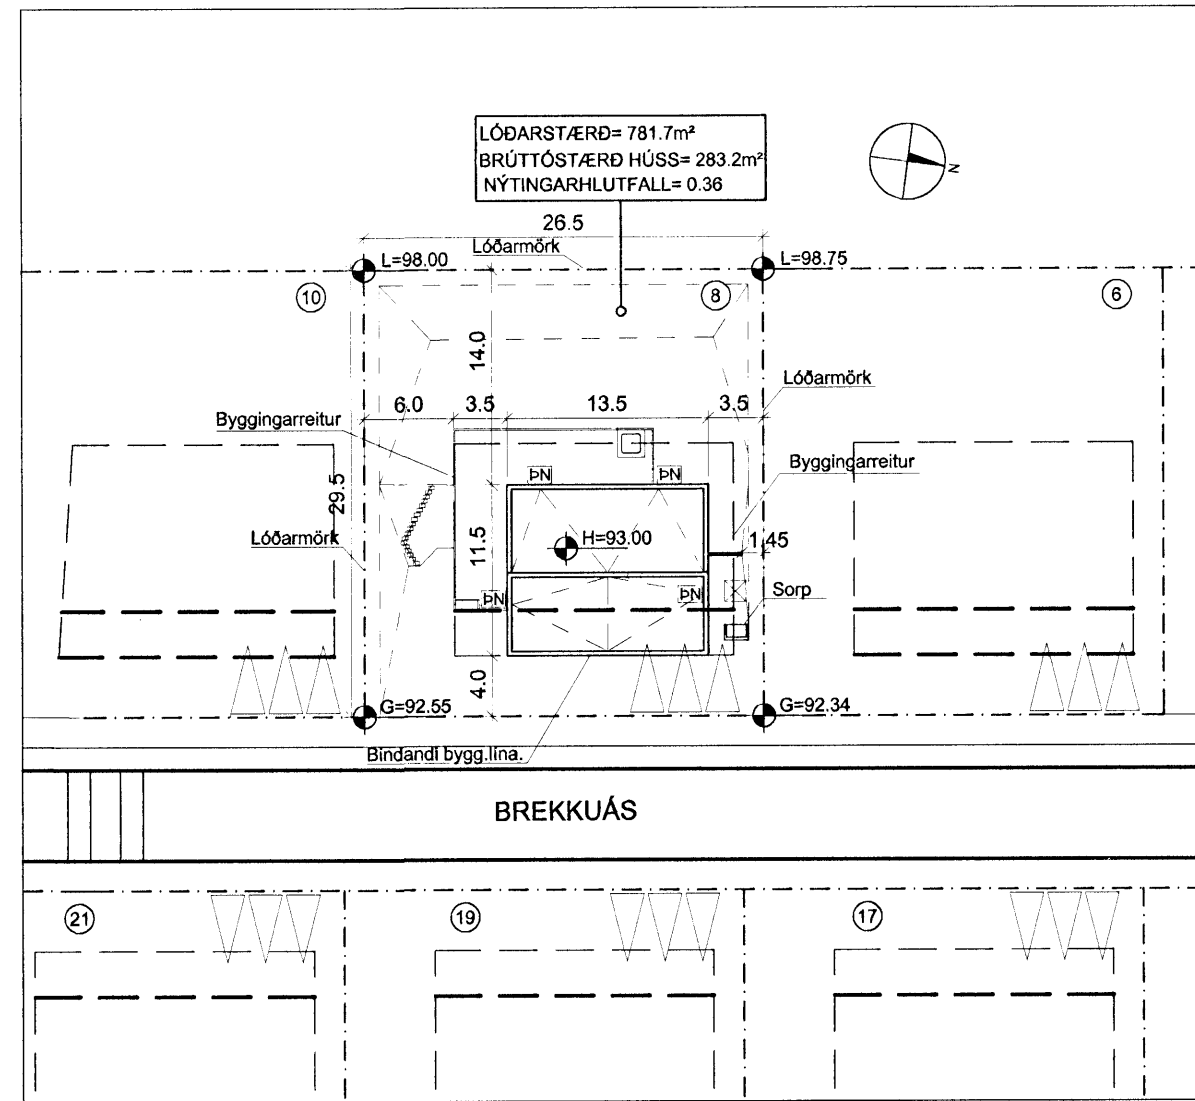 LÓÐARSTÆRÐ= 781.7m²
BRÚTTÓSTÆRÐ HÚSS= 283.2m²
NÝTINGARHLUTFALL= 0.36
N
26.5
Lóðarmörk
L=98.00
L=98.75
10
8
6
14.0
Lóðarmörk
6.0
3.5
13.5
3.5
Byggingarreitur
Byggingarreitur
ÞN
ÞN
29.5
Lóðarmörk
11.5
H=93.00
1.45
Sorp
ÞN
ÞN
4.0
G=92.55
G=92.34
Bindandi bygg.lína.
BREKKUÁS
21
19
17